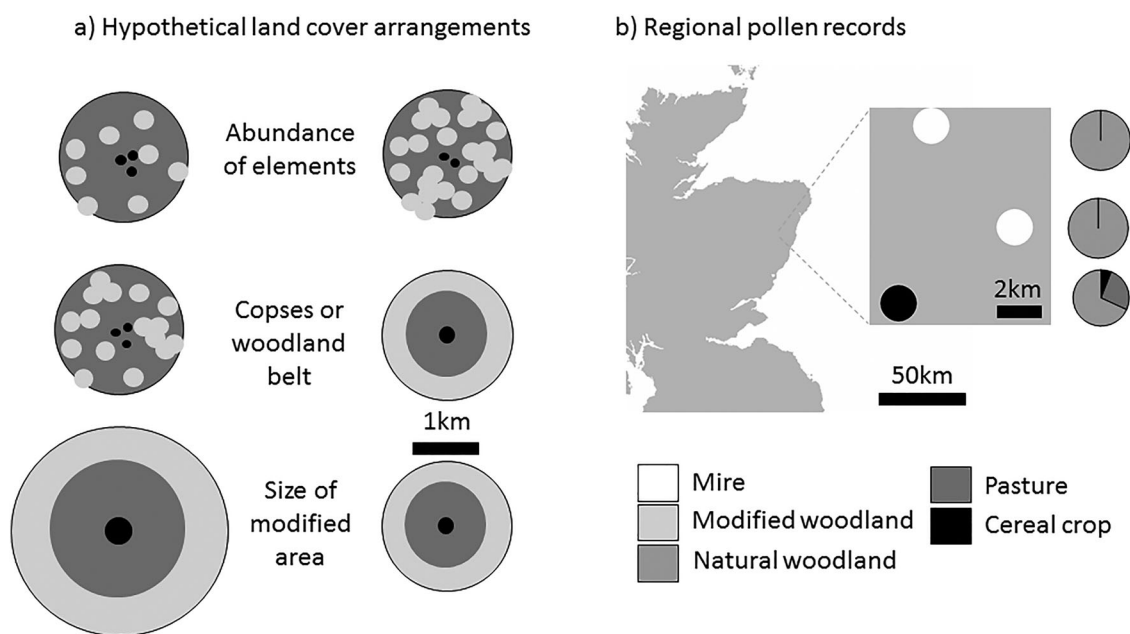 a) Hypothetical land cover arrangements
Abundance
of elements
Copses or
woodland
belt
1km
Size of
modified
area
b) Regional pollen records
2km
50km
Mire
Modified woodland
Natural woodland
Pasture
Cereal crop